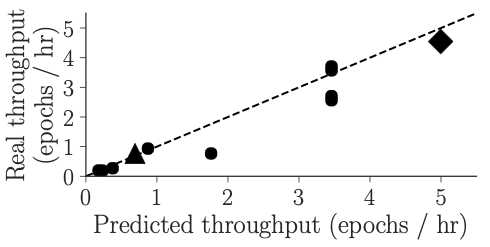 Real throughput
(epochs / hr)
5
4
3
2
1
0
0 1 2 3 4 5
Predicted throughput (epochs / hr)